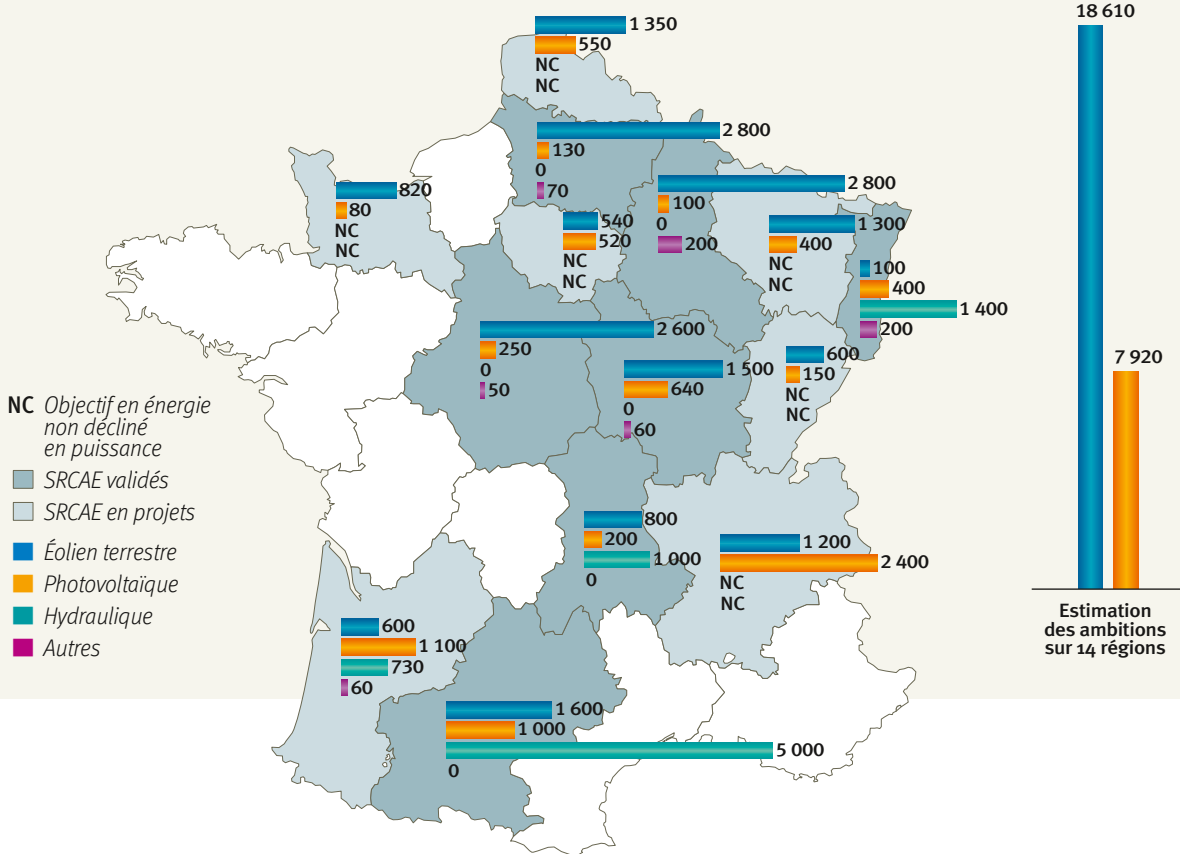 1 350
550
NC
NC
2 800
130
0
70
820
80
NC
NC
540
520
NC
NC
2 800
100
0
200
1 300
400
NC
NC
100
400
1 400
200
2 600
250
0
50
1 500
640
0
60
600
150
NC
NC
800
200
1 000
0
1 200
2 400
NC
NC
600
1 100
730
60
1 600
1 000
5 000
0
NC Objectif en énergie
non décliné
en puissance
SRCAE validés
SRCAE en projets
Éolien terrestre
Photovoltaïque
Hydraulique
Autres
18 610
7 920
Estimation
des ambitions
sur 14 régions